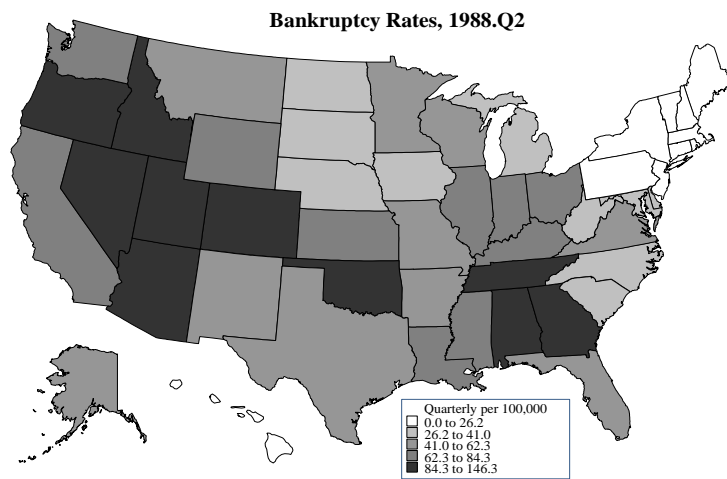 Bankruptcy Rates, 1988.Q2
Quarterly per 100,000
0.0 to 26.2
26.2 to 41.0
41.0 to 62.3
62.3 to 84.3
84.3 to 146.3